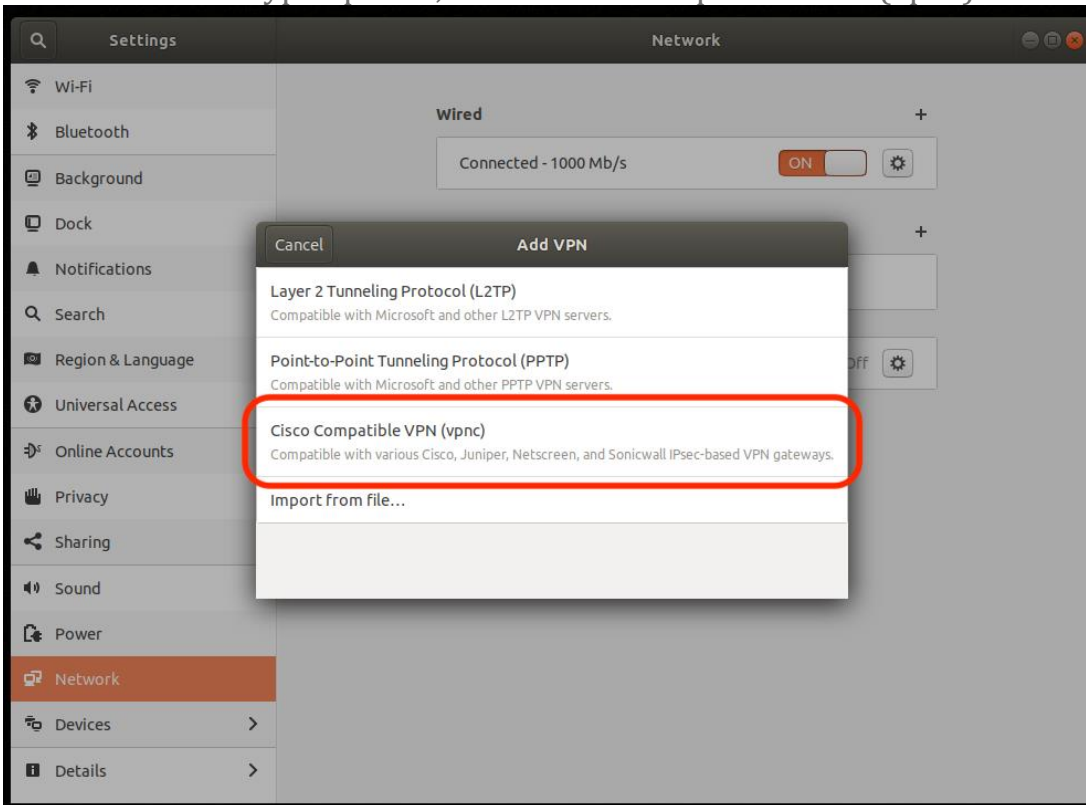 Settings
Network
Wi-Fi
Bluetooth
Background
Dock
Notifications
Search
Region & Language
Universal Access
Online Accounts
Privacy
Sharing
Sound
Power
Network
Devices
Details
Wired +
Connected - 1000 Mb/s ON
+
Cancel Add VPN
Layer 2 Tunneling Protocol (L2TP)
Compatible with Microsoft and other L2TP VPN servers.
Point-to-Point Tunneling Protocol (PPTP)
Compatible with Microsoft and other PPTP VPN servers.
Off
Cisco Compatible VPN (vpnc)
Compatible with various Cisco, Juniper, Netscreen, and Sonicwall IPsec-based VPN gateways.
Import from file...